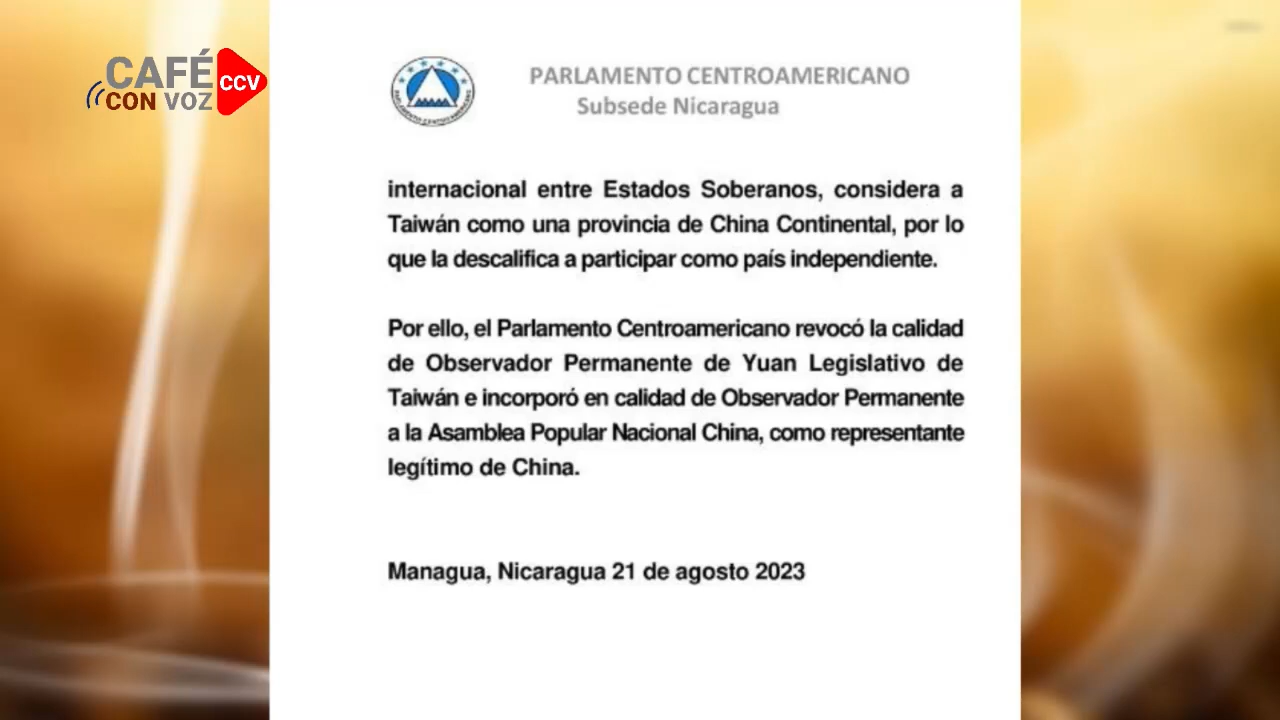 CAFÉ
CON VOZ
CCV
PARLAMENTO CENTROAMERICANO
Subsede Nicaragua
PARLAMENTO CENTROAMERICANO
internacional entre Estados Soberanos, considera a
Taiwán como una provincia de China Continental, por lo
que la descalifica a participar como país independiente.
Por ello, el Parlamento Centroamericano revocó la calidad
de Observador Permanente de Yuan Legislativo de
Taiwán e incorporó en calidad de Observador Permanente
a la Asamblea Popular Nacional China, como representante
legítimo de China.
Managua, Nicaragua 21 de agosto 2023